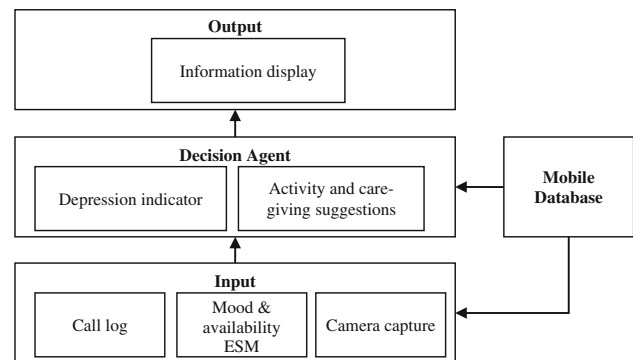 Output
Information display
Decision Agent
Depression indicator
Activity and care-
giving suggestions
Mobile
Database
Input
Call log
Mood &
availability
ESM
Camera capture